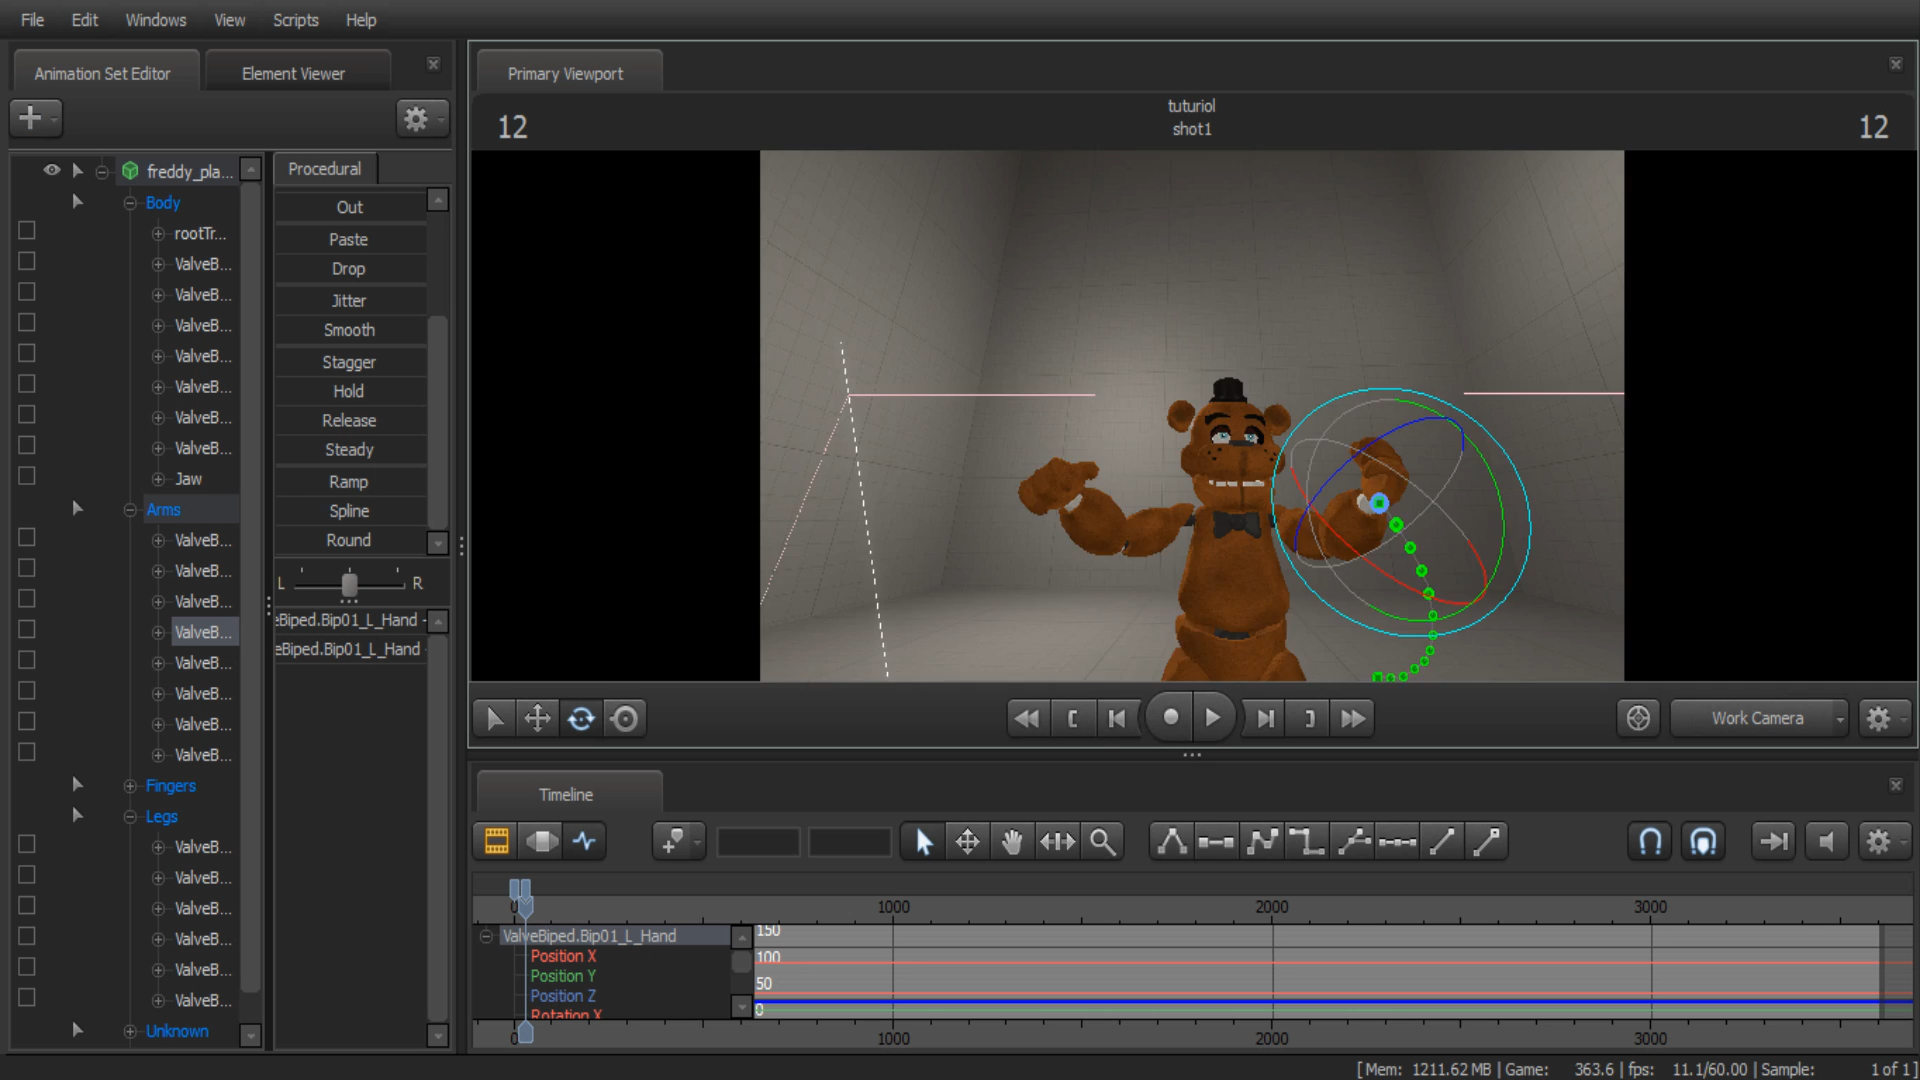 File Edit Windows View Scripts Help
Animation Set Editor Element Viewer
Primary Viewport
12
tuturiol
shot1
12
freddy_pla...
Body
rootTr...
ValveB...
ValveB...
ValveB...
ValveB...
ValveB...
ValveB...
ValveB...
Jaw
Arms
ValveB...
ValveB...
ValveB...
ValveB...
ValveB...
ValveB...
ValveB...
ValveB...
Fingers
Legs
ValveB...
ValveB...
ValveB...
ValveB...
ValveB...
ValveB...
Unknown
Procedural
Out
Paste
Drop
Jitter
Smooth
Stagger
Hold
Release
Steady
Ramp
Spline
Round
L R
eBiped.Bip01_L_Hand -
eBiped.Bip01_L_Hand -
Work Camera
Timeline
0 1000 2000 3000
ValveBiped.Bip01_L_Hand
Position X
Position Y
Position Z
Rotation X
150
100
50
0
0 1000 2000 3000
[ Mem: 1211.62 MB | Game: 363.6 | fps: 11.1/60.00 | Sample: 1 of 1 ]